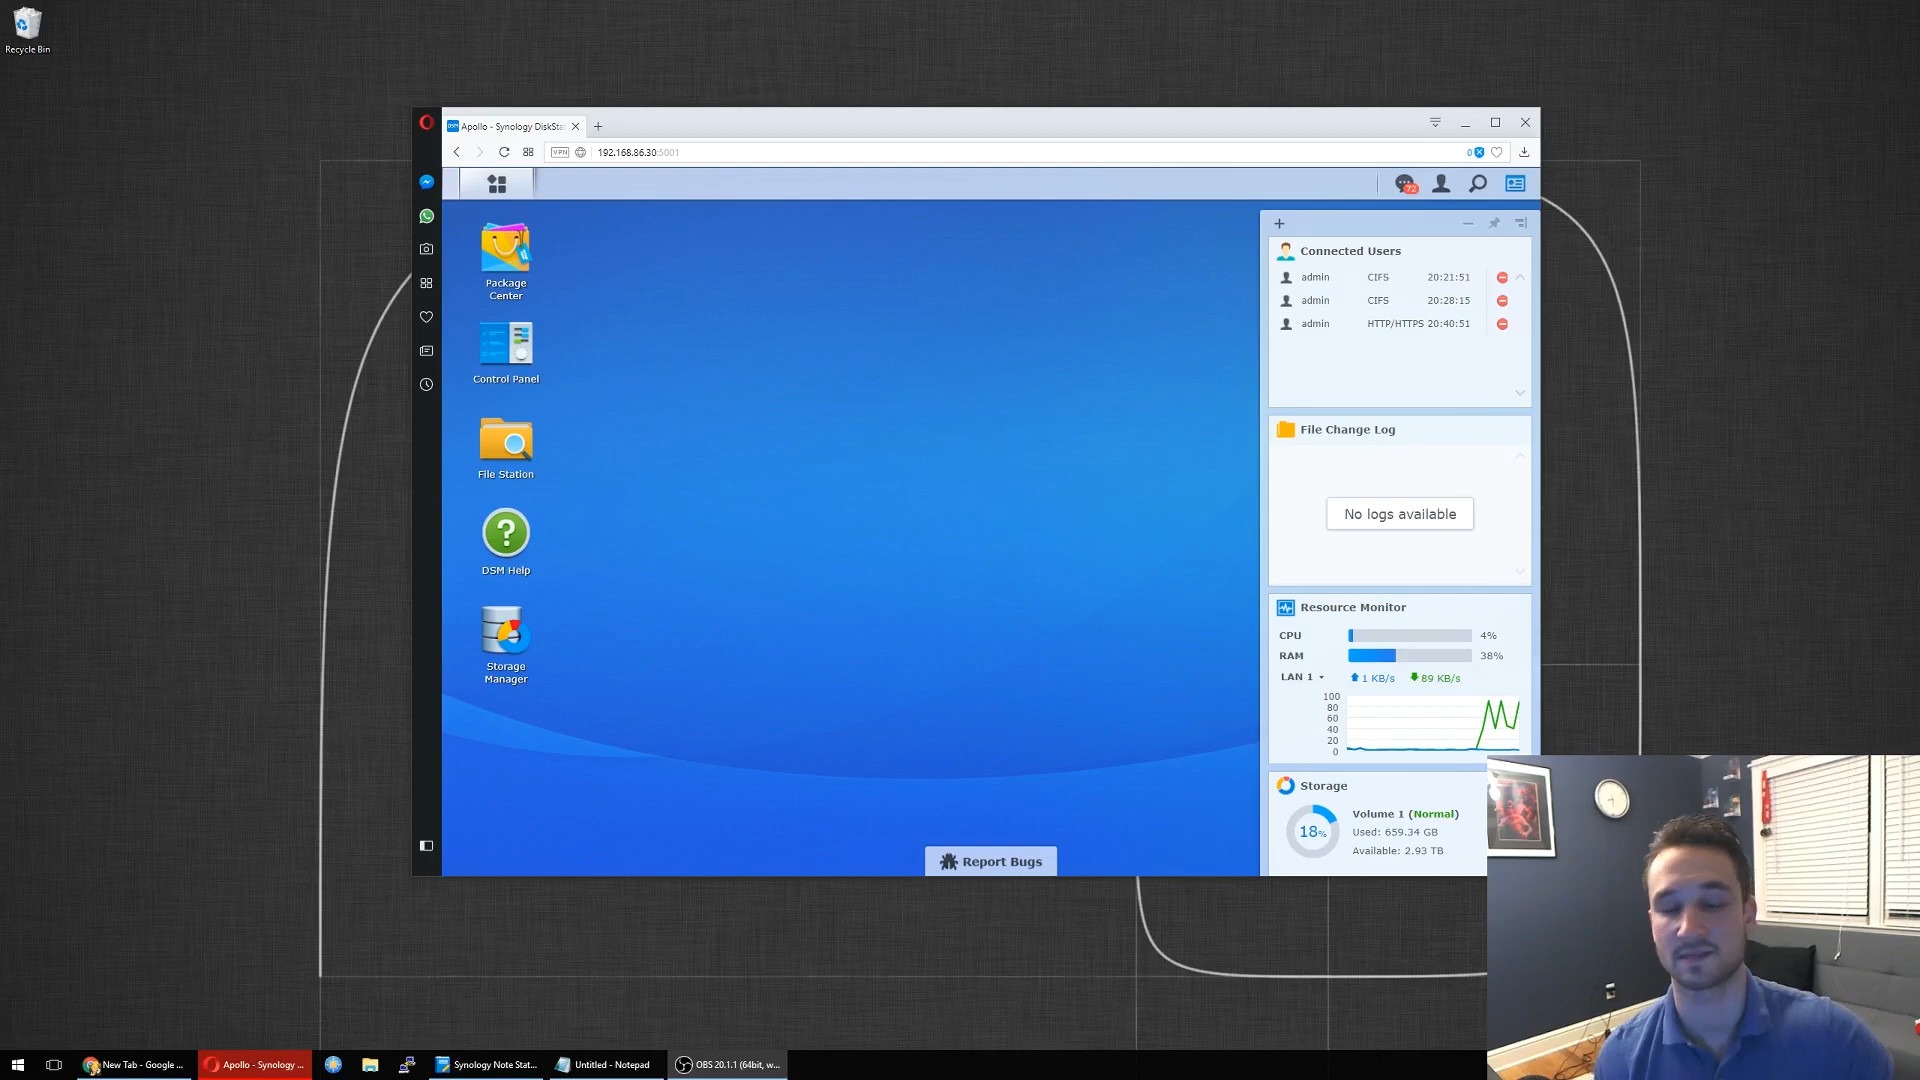 Recycle Bin
DSM Apollo - Synology DiskSta
VPN 192.168.86.30:5001
0
72
Package
Center
Control Panel
File Station
DSM Help
Storage
Manager
Connected Users
admin CIFS 20:21:51
admin CIFS 20:28:15
admin HTTP/HTTPS 20:40:51
File Change Log
No logs available
Resource Monitor
CPU 4%
RAM 38%
LAN 1 1 KB/s 89 KB/s
100
80
60
40
20
0
Storage
18%
Volume 1 (Normal)
Used: 659.34 GB
Available: 2.93 TB
Report Bugs
New Tab - Google ...
Apollo - Synology ...
Synology Note Stat...
Untitled - Notepad
OBS 20.1.1 (64bit, w...